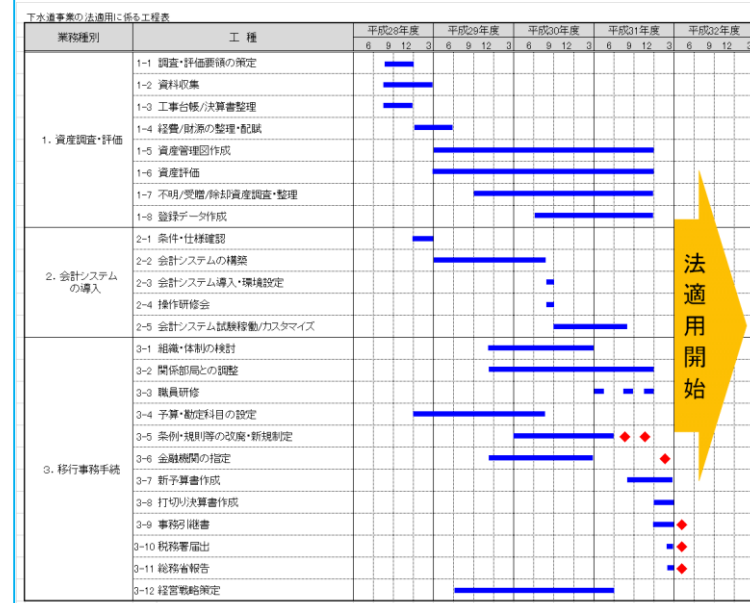 下水道事業の法適用に係る工程表
業務種別 工 種 平成28年度 平成29年度 平成30年度 平成31年度 平成32年度
6 9 12 3 6 9 12 3 6 9 12 3 6 9 12 3 6 9 12 3
1. 資産調査・評価
1-1 調査・評価要領の策定
1-2 資料収集
1-3 工事台帳/決算書整理
1-4 経費/財源の整理・配賦
1-5 資産管理図作成
1-6 資産評価
1-7 不明/受贈/除却資産調査・整理
1-8 登録データ作成
2. 会計システム
の導入
2-1 条件・仕様確認
2-2 会計システムの構築
2-3 会計システム導入・環境設定
2-4 操作研修会
2-5 会計システム試験稼働/カスタマイズ
3. 移行事務手続
3-1 組織・体制の検討
3-2 関係部局との調整
3-3 職員研修
3-4 予算・勘定科目の設定
3-5 条例・規則等の改廃・新規制定
3-6 金融機関の指定
3-7 新予算書作成
3-8 打切り決算書作成
3-9 事務引継書
3-10 税務署届出
3-11 総務省報告
3-12 経営戦略策定
法適用開始